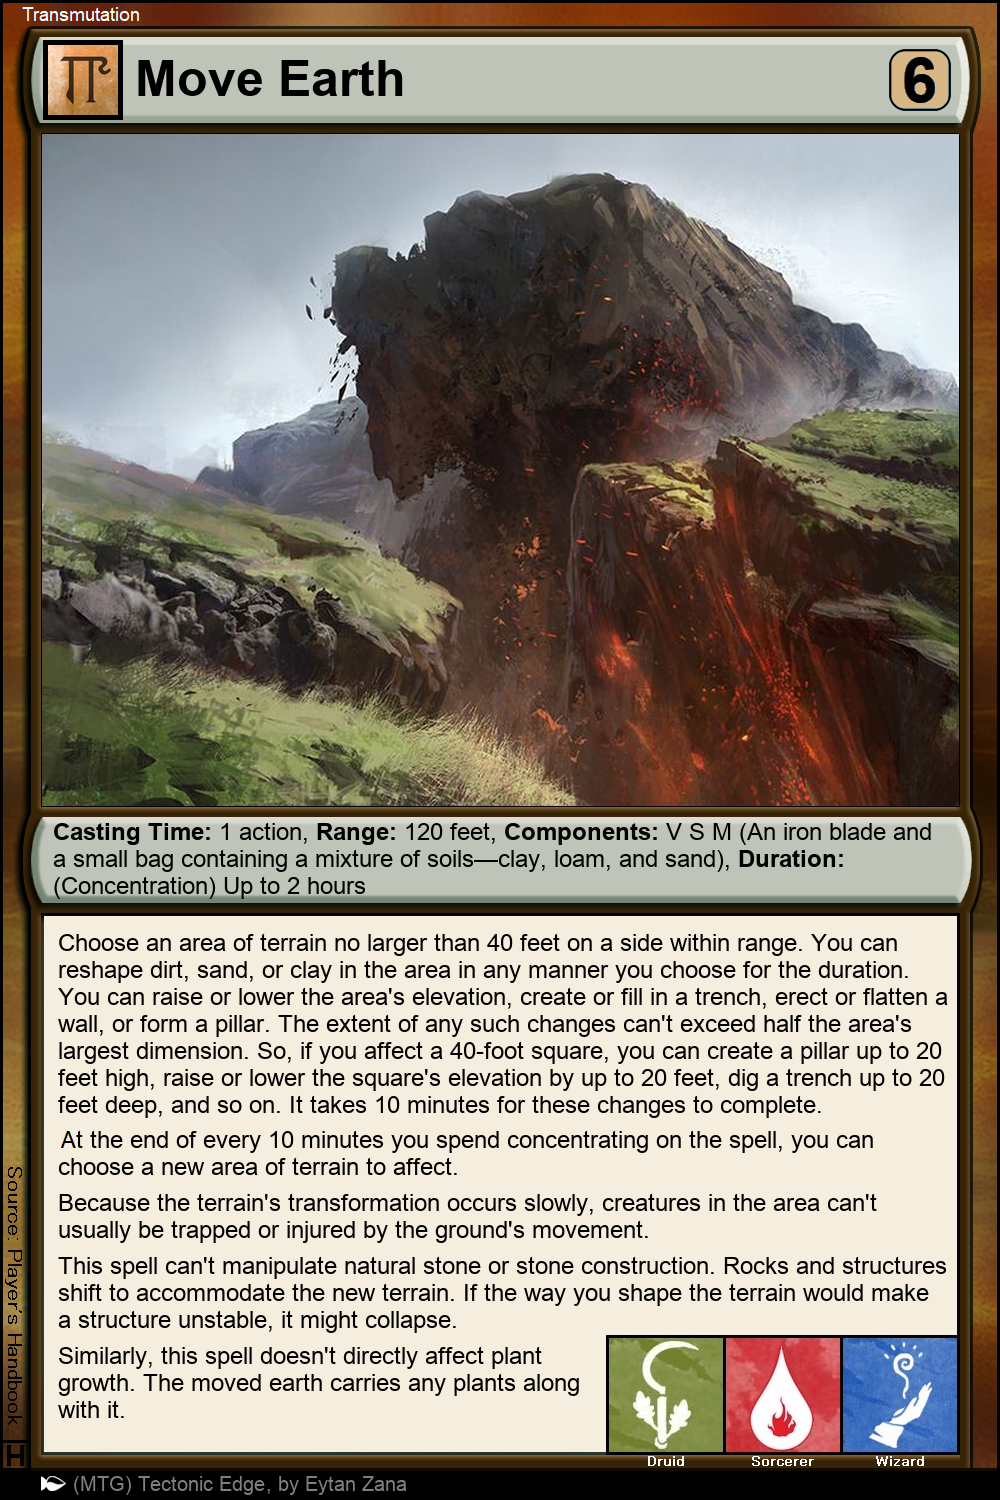 Transmutation
Move Earth
6
Casting Time: 1 action, Range: 120 feet, Components: V S M (An iron blade and
a small bag containing a mixture of soils—clay, loam, and sand), Duration:
(Concentration) Up to 2 hours
Choose an area of terrain no larger than 40 feet on a side within range. You can
reshape dirt, sand, or clay in the area in any manner you choose for the duration.
You can raise or lower the area's elevation, create or fill in a trench, erect or flatten a
wall, or form a pillar. The extent of any such changes can't exceed half the area's
largest dimension. So, if you affect a 40-foot square, you can create a pillar up to 20
feet high, raise or lower the square's elevation by up to 20 feet, dig a trench up to 20
feet deep, and so on. It takes 10 minutes for these changes to complete.
At the end of every 10 minutes you spend concentrating on the spell, you can
choose a new area of terrain to affect.
Because the terrain's transformation occurs slowly, creatures in the area can't
usually be trapped or injured by the ground's movement.
This spell can't manipulate natural stone or stone construction. Rocks and structures
shift to accommodate the new terrain. If the way you shape the terrain would make
a structure unstable, it might collapse.
Similarly, this spell doesn't directly affect plant
growth. The moved earth carries any plants along
with it.
Druid
Sorcerer
Wizard
Source: Player's Handbook
H
(MTG) Tectonic Edge, by Eytan Zana